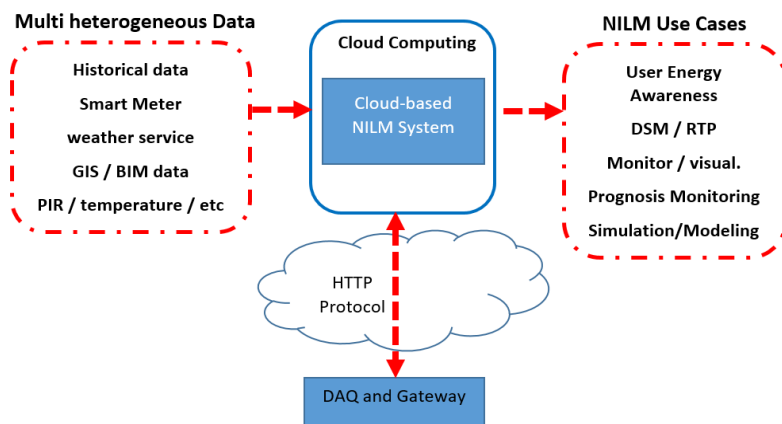 Multi heterogeneous Data
Historical data
Smart Meter
weather service
GIS / BIM data
PIR / temperature / etc
Cloud Computing
Cloud-based
NILM System
NILM Use Cases
User Energy
Awareness
DSM / RTP
Monitor / visual.
Prognosis Monitoring
Simulation/Modeling
HTTP
Protocol
DAQ and Gateway